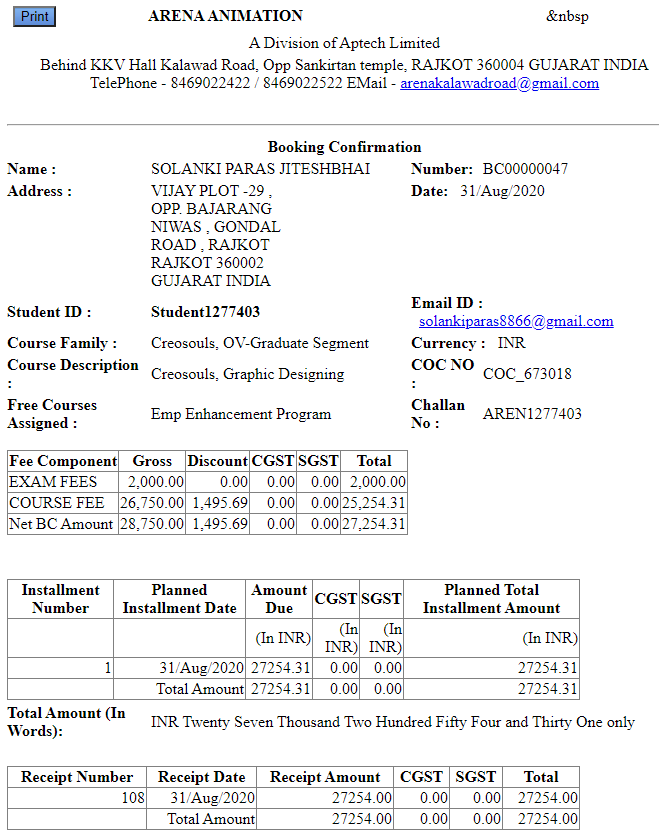 Print ARENA ANIMATION &nbsp
A Division of Aptech Limited
Behind KKV Hall Kalawad Road, Opp Sankirtan temple, RAJKOT 360004 GUJARAT INDIA
TelePhone - 8469022422 / 8469022522 EMail - arenakalawadroad@gmail.com
Booking Confirmation
Name : SOLANKI PARAS JITESHBHAI Number: BC00000047
Address : VIJAY PLOT -29 , Date: 31/Aug/2020
OPP. BAJARANG
NIWAS , GONDAL
ROAD , RAJKOT
RAJKOT 360002
GUJARAT INDIA
Student ID : Student1277403 Email ID :
solankiparas8866@gmail.com
Course Family : Creosouls, OV-Graduate Segment Currency : INR
Course Description : Creosouls, Graphic Designing COC NO : COC_673018
Free Courses Assigned : Emp Enhancement Program Challan No : AREN1277403
Fee Component Gross Discount CGST SGST Total
EXAM FEES 2,000.00 0.00 0.00 0.00 2,000.00
COURSE FEE 26,750.00 1,495.69 0.00 0.00 25,254.31
Net BC Amount 28,750.00 1,495.69 0.00 0.00 27,254.31
Installment Number Planned Installment Date Amount Due CGST SGST Planned Total Installment Amount
(In INR) (In INR) (In INR) (In INR)
1 31/Aug/2020 27254.31 0.00 0.00 27254.31
Total Amount 27254.31 0.00 0.00 27254.31
Total Amount (In Words): INR Twenty Seven Thousand Two Hundred Fifty Four and Thirty One only
Receipt Number Receipt Date Receipt Amount CGST SGST Total
108 31/Aug/2020 27254.00 0.00 0.00 27254.00
Total Amount 27254.00 0.00 0.00 27254.00